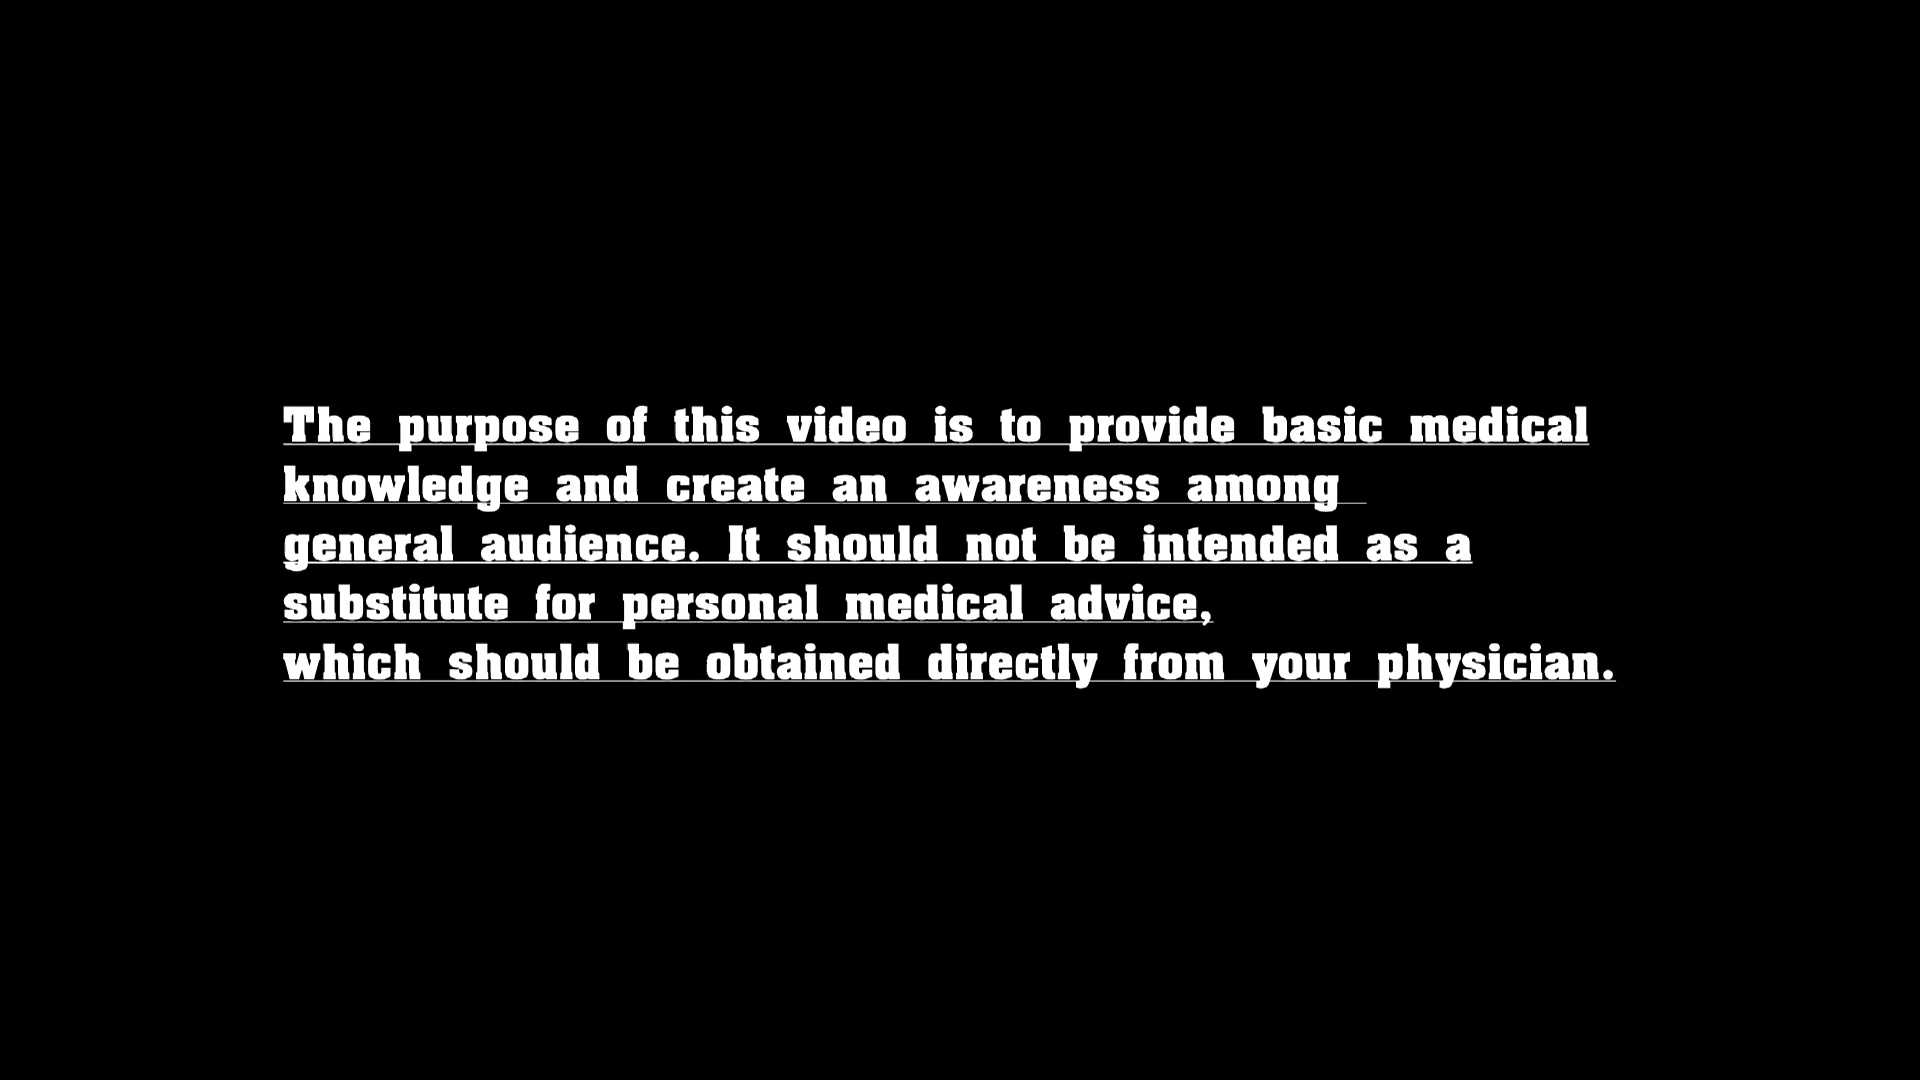 The purpose of this video is to provide basic medical
knowledge and create an awareness among
general audience. It should not be intended as a
substitute for personal medical advice,
which should be obtained directly from your physician.